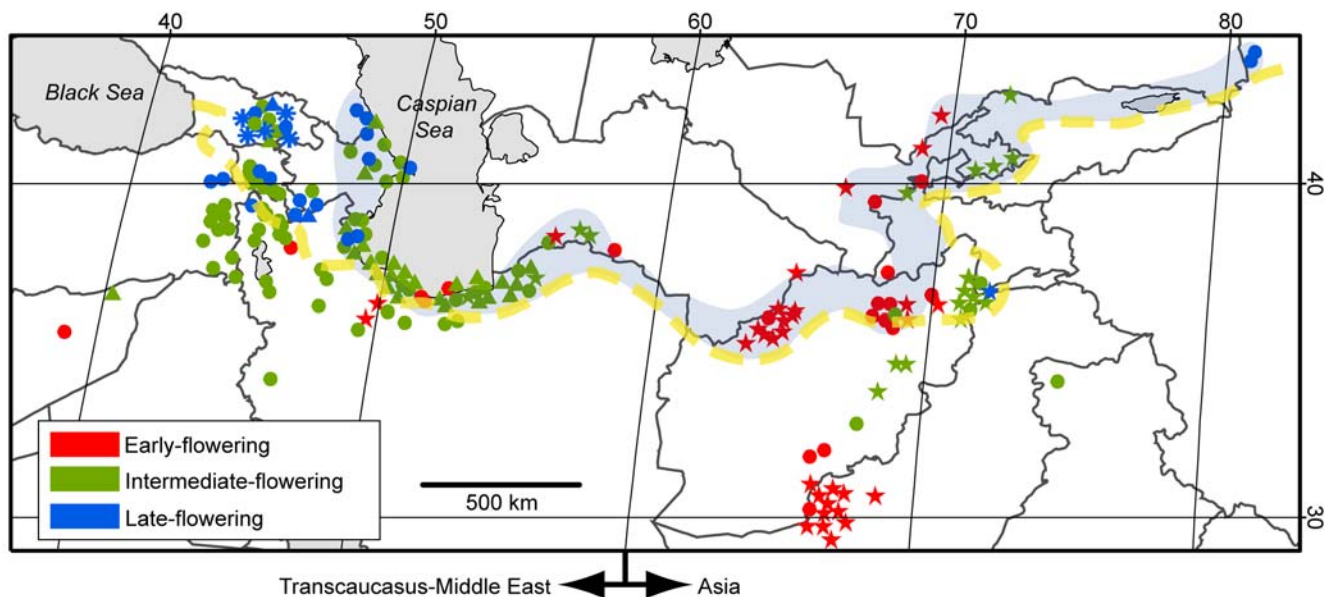 40 50 60 70 80
Black Sea
Caspian
Sea
40
30
Early-flowering
Intermediate-flowering
Late-flowering
500 km
Transcaucasus-Middle East Asia